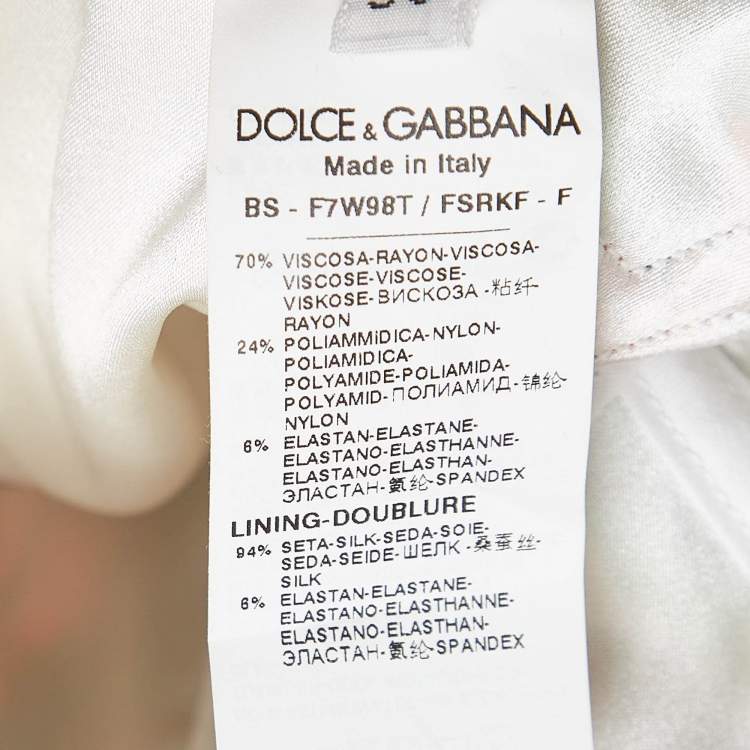 DOLCE & GABBANA
Made in Italy
BS - F7W98T / FSRKF - F
70% VISCOSA-RAYON-VISCOSA-
VISCOSE-VISCOSE-
VISKOSE-ВИСКОЗА -粘纤-
RAYON
24% POLIAMMIDICA-NYLON-
POLIAMIDICA-
POLYAMIDE-POLIAMIDA-
POLYAMID-ПОЛИАМИД-锦纶-
NYLON
6% ELASTAN-ELASTANE-
ELASTANO-ELASTHANNE-
ELASTANO-ELASTHAN-
ЭЛАСТАН-氨纶-SPANDEX
LINING-DOUBLURE
94% SETA-SILK-SEDA-SOIE-
SEDA-SEIDE-ШЕЛК -桑蚕丝-
SILK
6% ELASTAN-ELASTANE-
ELASTANO-ELASTHANNE-
ELASTANO-ELASTHAN-
ЭЛАСТАН-氨纶-SPANDEX